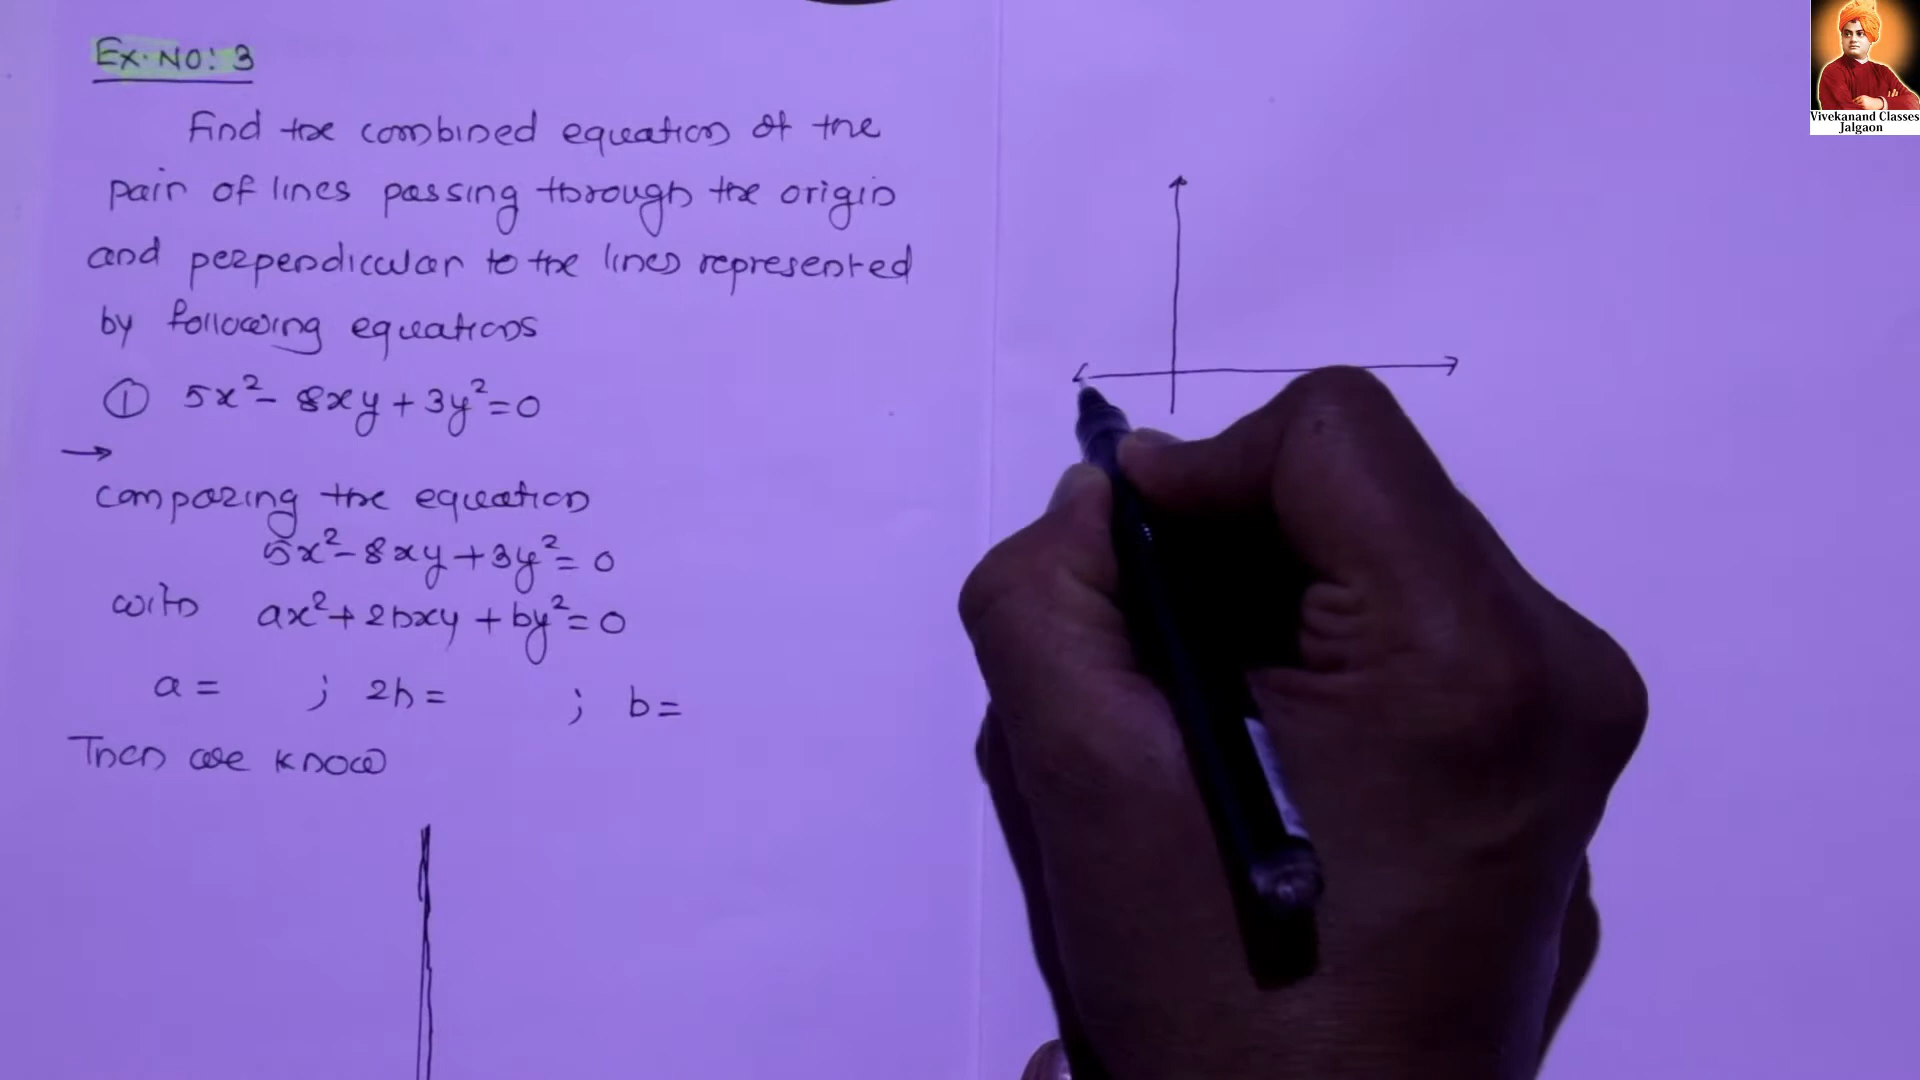 Ex. No: 3
Find the combined equation of the
pair of lines passing through the origin
and perpendicular to the lines represented
by following equations
① 5x² - 8xy + 3y² = 0
→
comparing the equation
5x² - 8xy + 3y² = 0
with ax² + 2hxy + by² = 0
a = ; 2h = ; b =
Then we know
Vivekanand Classes
Jalgaon